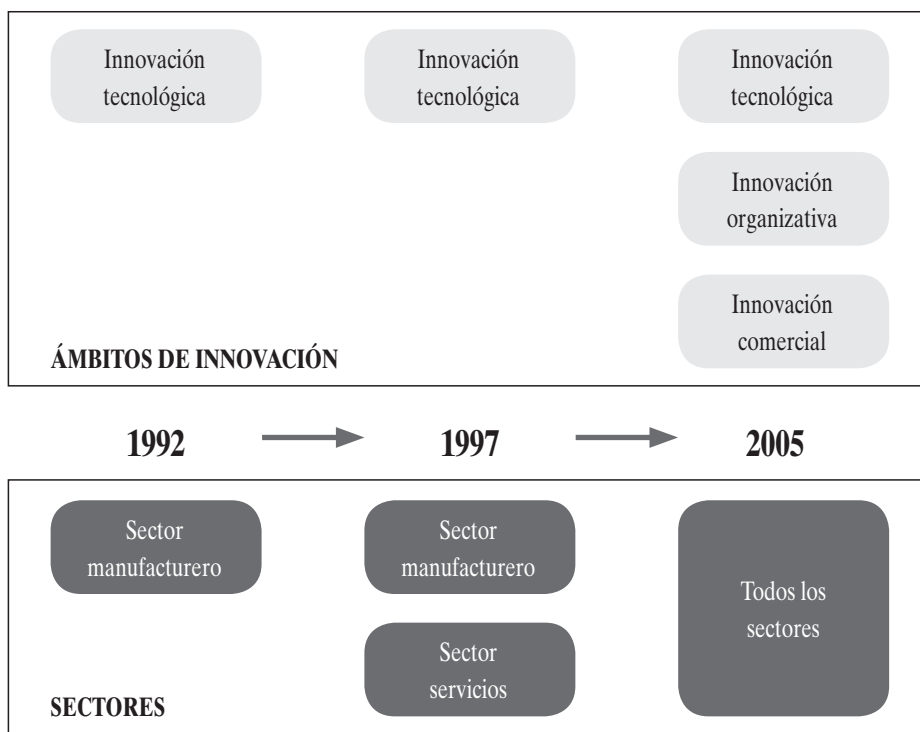 Innovación
tecnológica
Innovación
tecnológica
Innovación
tecnológica
Innovación
organizativa
Innovación
comercial
ÁMBITOS DE INNOVACIÓN
1992
1997
2005
Sector
manufacturero
Sector
manufacturero
Todos los
sectores
Sector
servicios
SECTORES